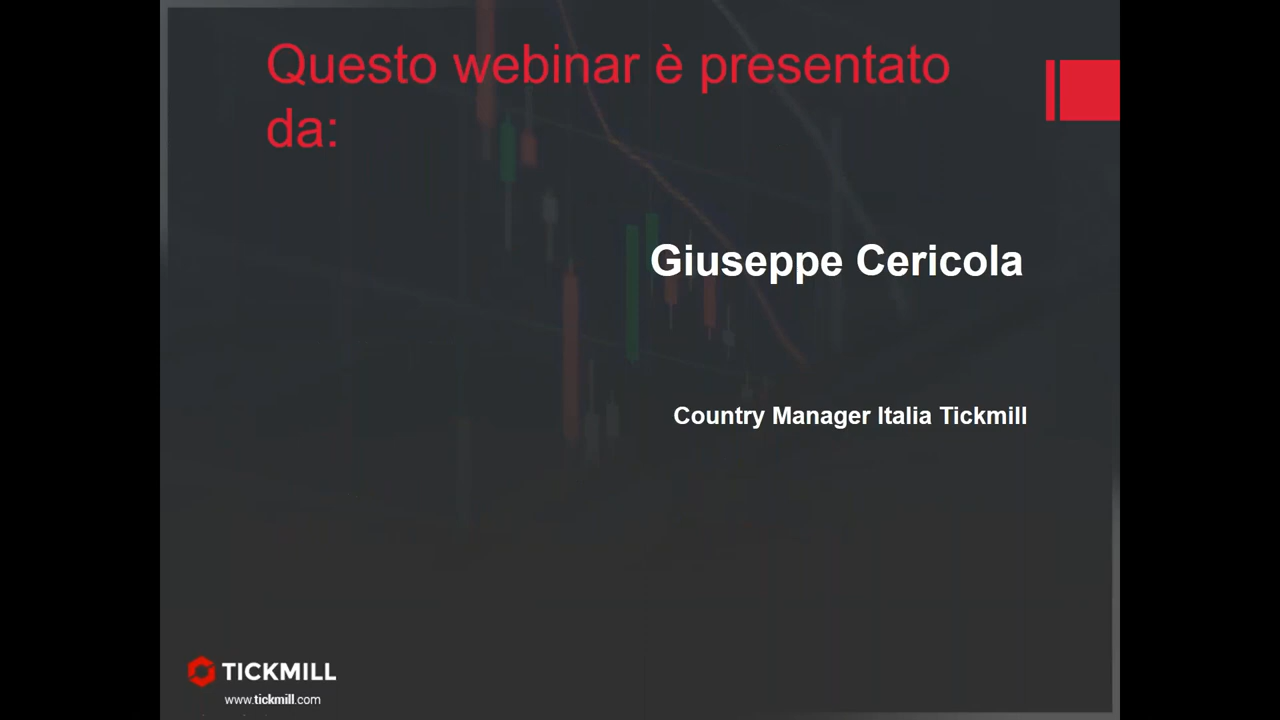 Questo webinar è presentato
da:
Giuseppe Cericola
Country Manager Italia Tickmill
TICKMILL
www.tickmill.com